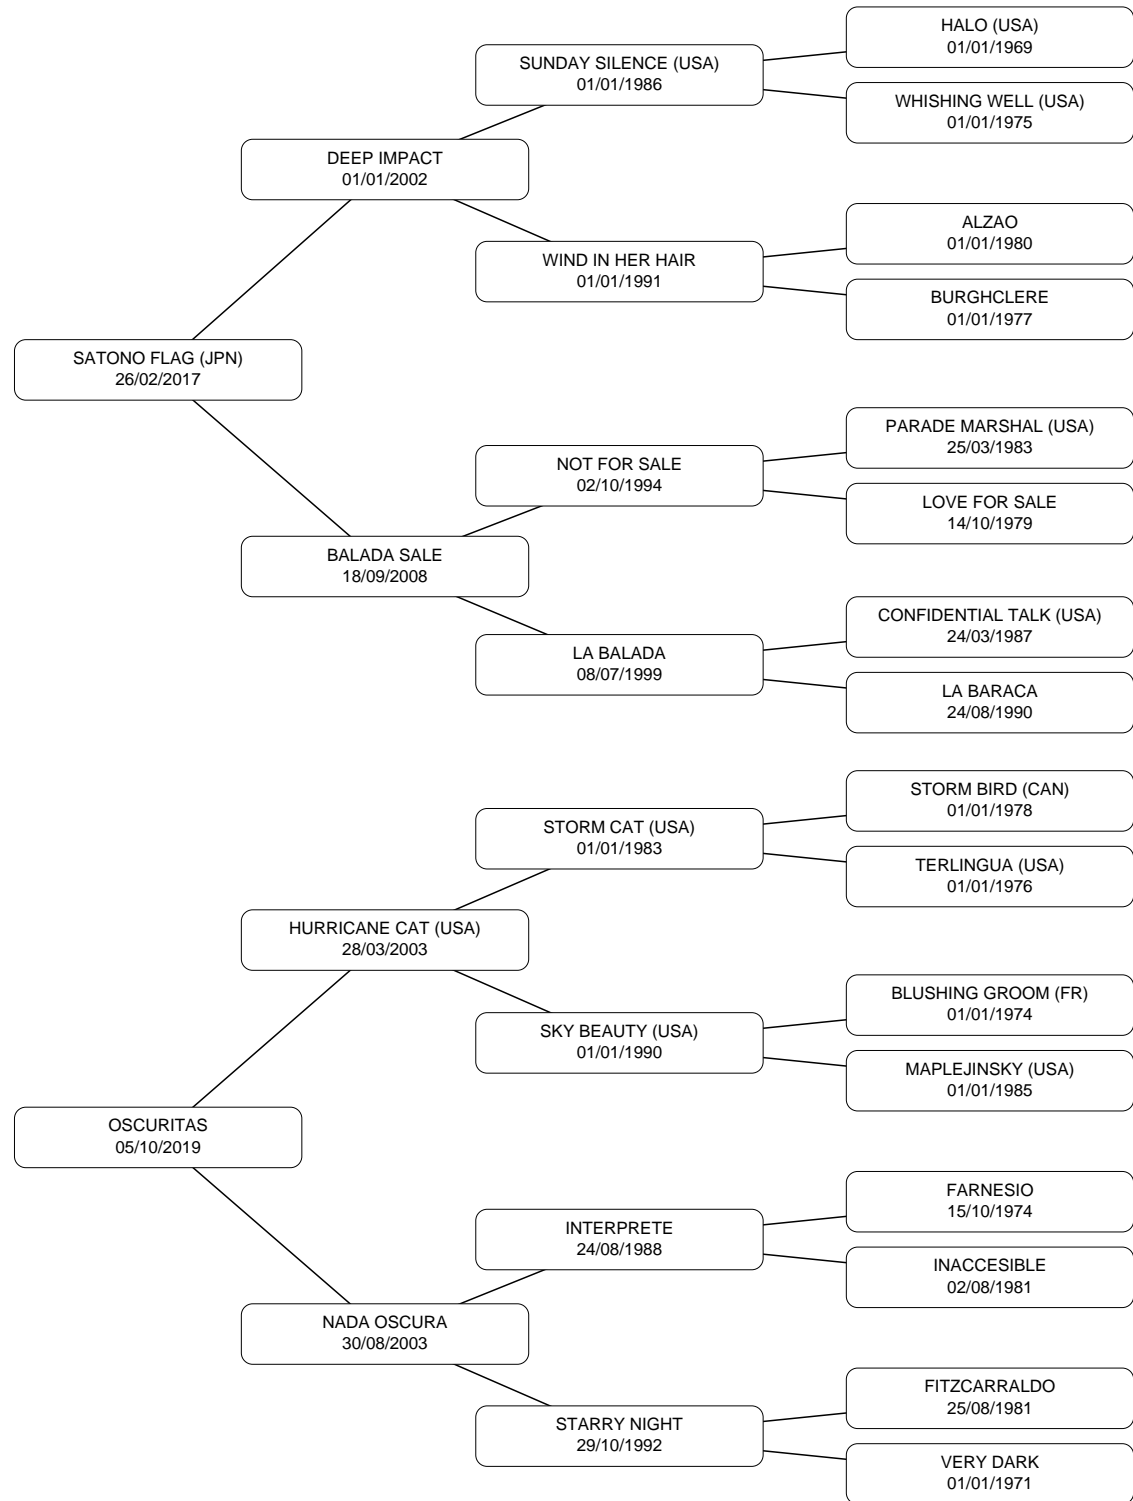 HALO (USA)
01/01/1969
SUNDAY SILENCE (USA)
01/01/1986
WHISHING WELL (USA)
01/01/1975
DEEP IMPACT
01/01/2002
ALZAO
01/01/1980
WIND IN HER HAIR
01/01/1991
BURGHCLERE
01/01/1977
SATONO FLAG (JPN)
26/02/2017
PARADE MARSHAL (USA)
25/03/1983
NOT FOR SALE
02/10/1994
LOVE FOR SALE
14/10/1979
BALADA SALE
18/09/2008
CONFIDENTIAL TALK (USA)
24/03/1987
LA BALADA
08/07/1999
LA BARACA
24/08/1990
STORM BIRD (CAN)
01/01/1978
STORM CAT (USA)
01/01/1983
TERLINGUA (USA)
01/01/1976
HURRICANE CAT (USA)
28/03/2003
BLUSHING GROOM (FR)
01/01/1974
SKY BEAUTY (USA)
01/01/1990
MAPLEJINSKY (USA)
01/01/1985
OSCURITAS
05/10/2019
FARNESIO
15/10/1974
INTERPRETE
24/08/1988
INACCESIBLE
02/08/1981
NADA OSCURA
30/08/2003
FITZCARRALDO
25/08/1981
STARRY NIGHT
29/10/1992
VERY DARK
01/01/1971